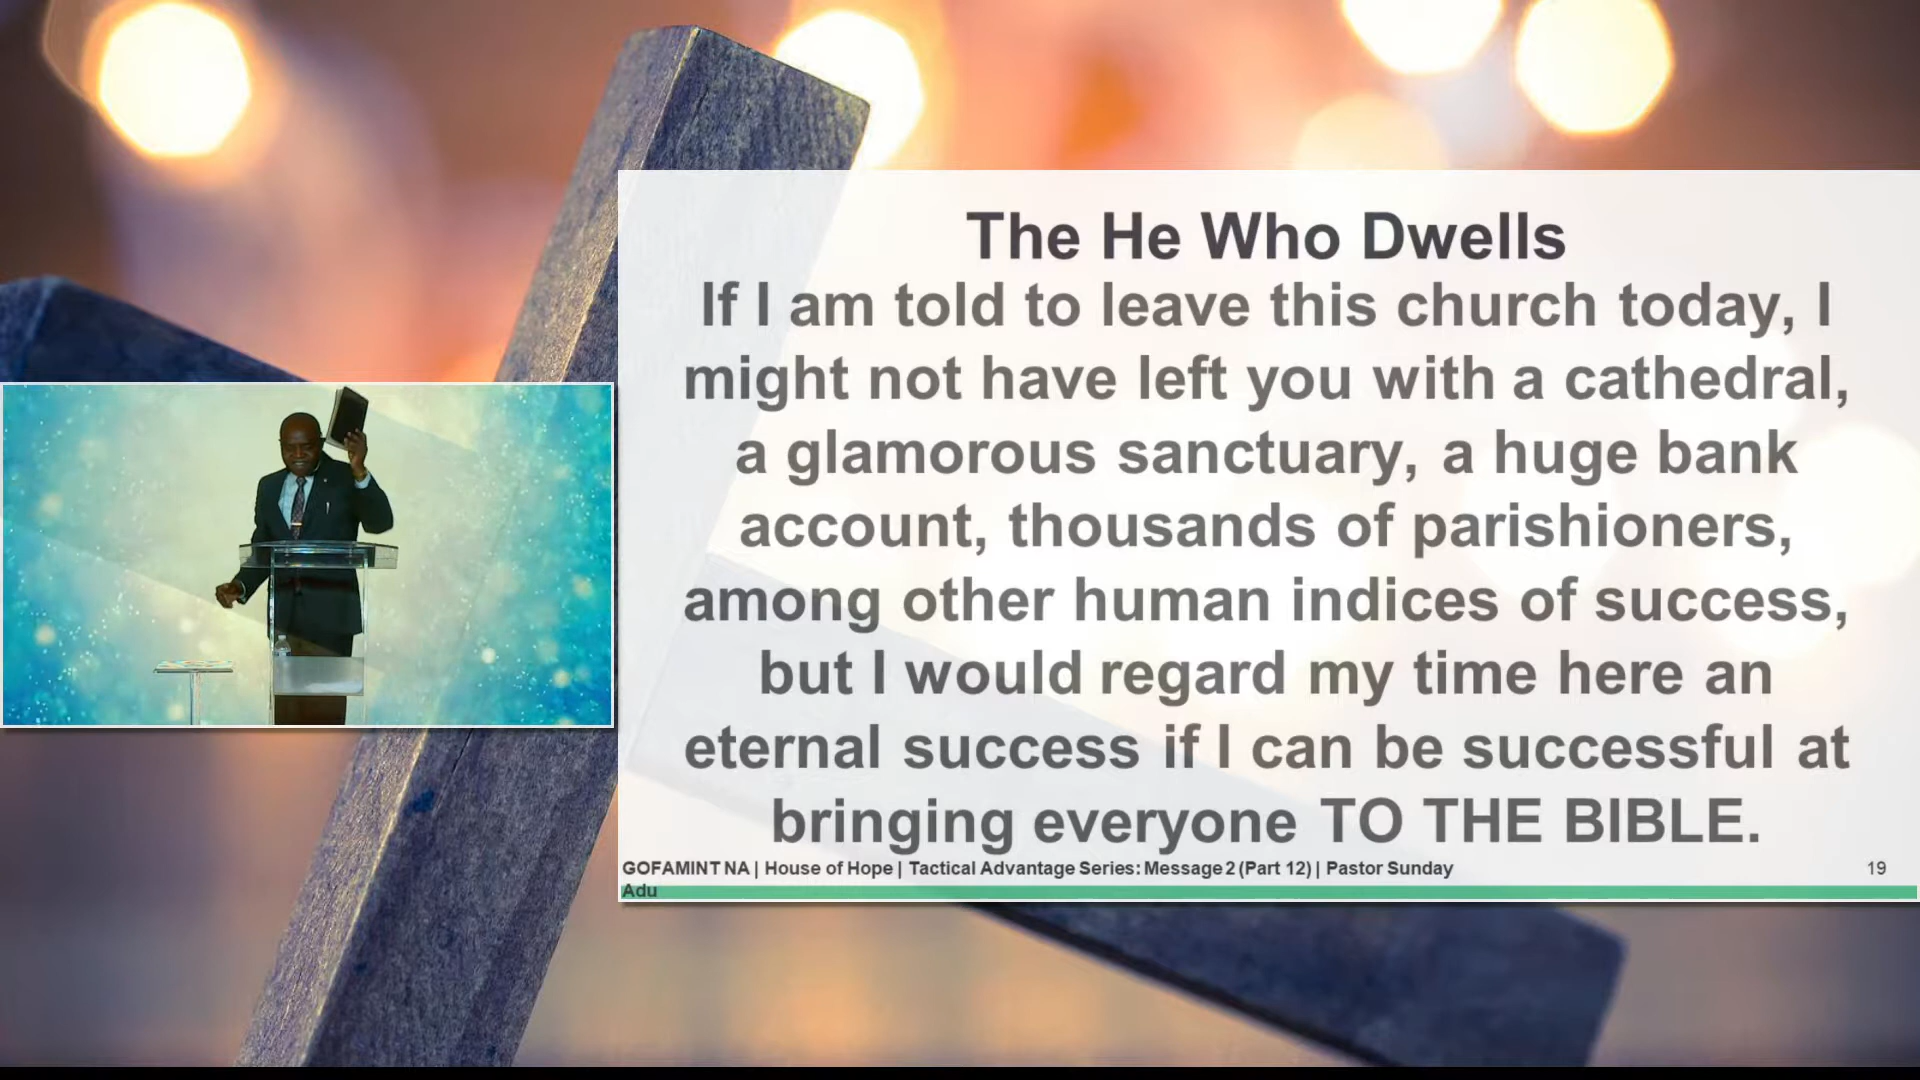 The He Who Dwells
If I am told to leave this church today, I
might not have left you with a cathedral,
a glamorous sanctuary, a huge bank
account, thousands of parishioners,
among other human indices of success,
but I would regard my time here an
eternal success if I can be successful at
bringing everyone TO THE BIBLE.
GOFAMINT NA | House of Hope | Tactical Advantage Series: Message 2 (Part 12) | Pastor Sunday
Adu
19